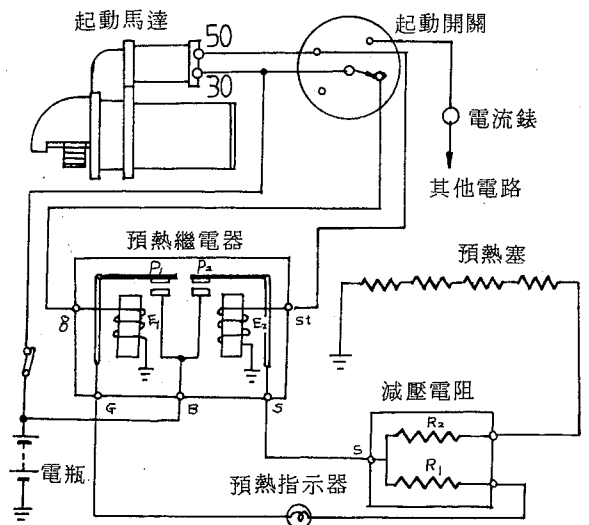 起動馬達
50
30
起動開關
電流錶
其他電路
預熱繼電器
P1
P2
預熱塞
8
E1
E2
st
G
B
S
減壓電阻
R2
S
R1
電瓶
預熱指示器